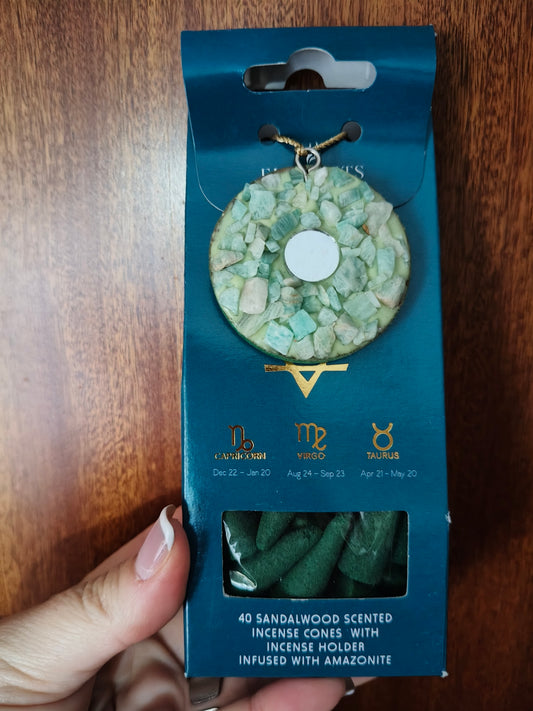 CAPRICORN
Dec 22 – Jan 20
VIRGO
Aug 24 - Sep 23
TAURUS
Apr 21 - May 20
40 SANDALWOOD SCENTED
INCENSE CONES WITH
INCENSE HOLDER
INFUSED WITH AMAZONITE